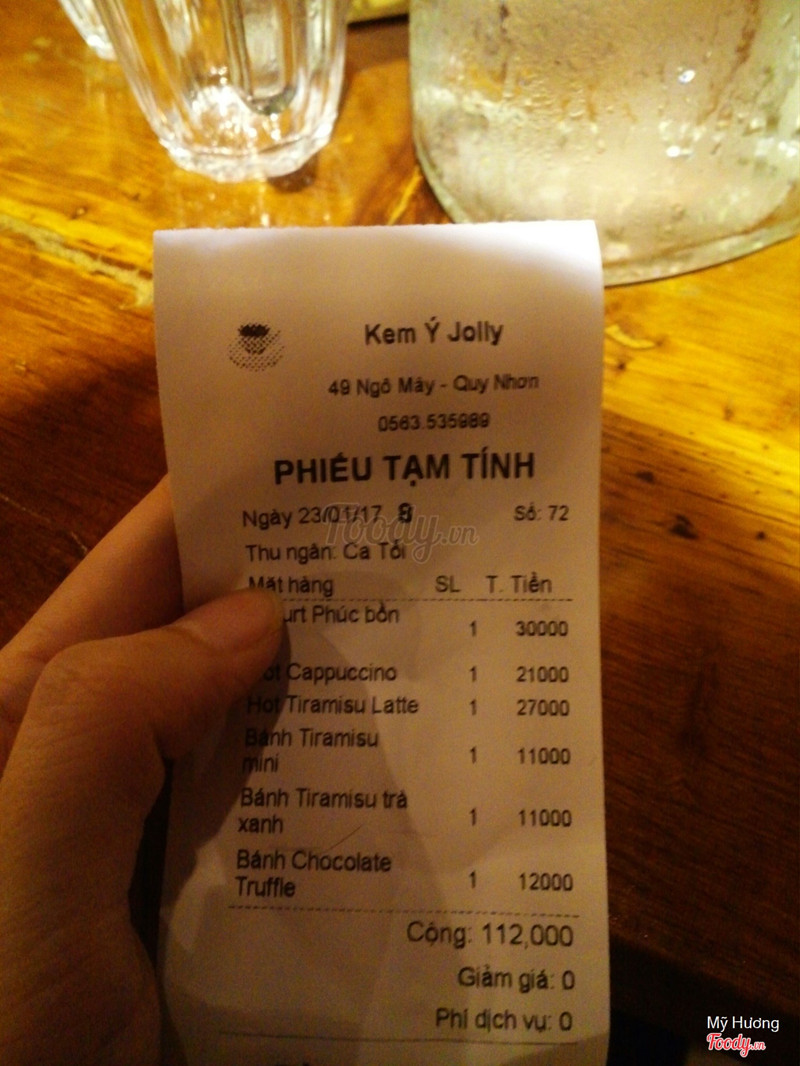 Kem Ý Jolly
49 Ngô Mây - Quy Nhơn
0563.535989
PHIẾU TẠM TÍNH
Ngày 23/01/17 8 Số: 72
Foody.vn
Thu ngân: Ca Tối
Mặt hàng SL T. Tiền
Phúc bồn
1 30000
Cappuccino 1 21000
Hot Tiramisu Latte 1 27000
Bánh Tiramisu
mini 1 11000
Bánh Tiramisu trà
xanh 1 11000
Bánh Chocolate
Truffle 1 12000
Cộng: 112,000
Giảm giá: 0
Phí dịch vụ: 0
Mỹ Hương
Foody.vn